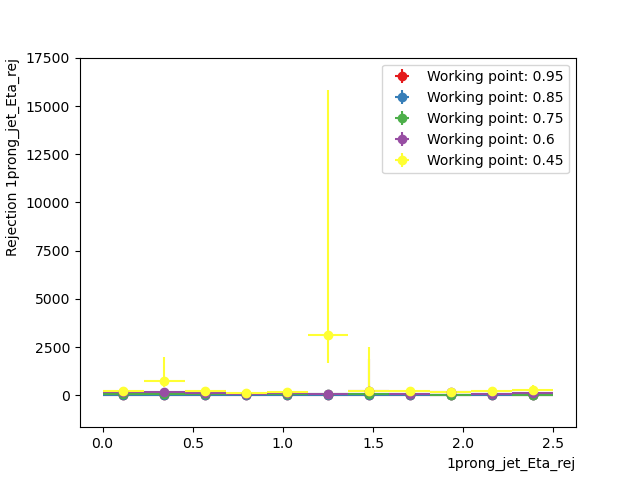 17500
15000
12500
10000
7500
5000
2500
0
Rejection 1prong_jet_Eta_rej
Working point: 0.95
Working point: 0.85
Working point: 0.75
Working point: 0.6
Working point: 0.45
0.0 0.5 1.0 1.5 2.0 2.5
1prong_jet_Eta_rej